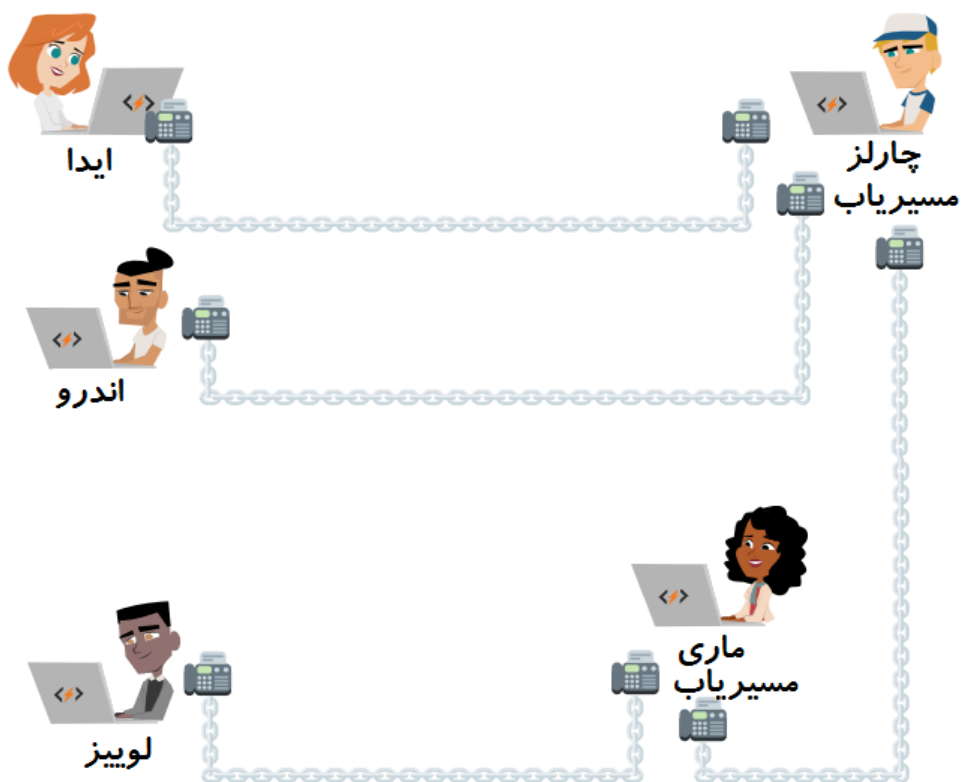 ایدا
چارلز
مسیریاب
اندرو
ماری
مسیریاب
لوییز